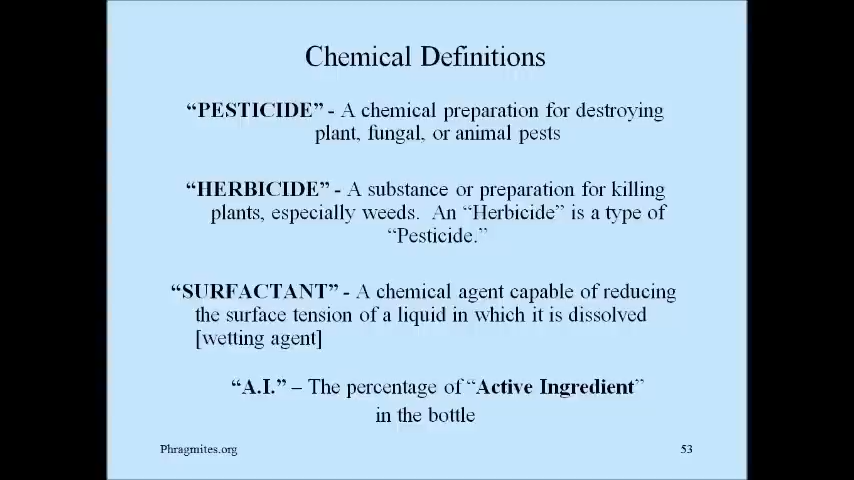 Chemical Definitions
“PESTICIDE” - A chemical preparation for destroying
plant, fungal, or animal pests
“HERBICIDE” - A substance or preparation for killing
plants, especially weeds. An “Herbicide” is a type of
“Pesticide.”
“SURFACTANT” - A chemical agent capable of reducing
the surface tension of a liquid in which it is dissolved
[wetting agent]
“A.I.” – The percentage of “Active Ingredient”
in the bottle
Phragmites.org 53